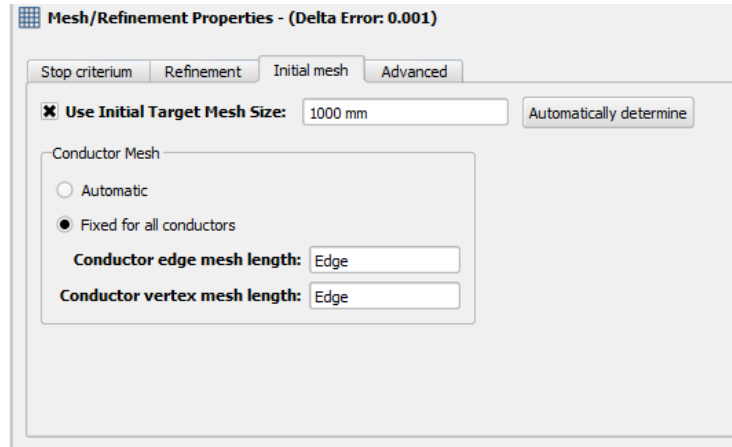 Mesh/Refinement Properties - (Delta Error: 0.001)
Stop criterium Refinement Initial mesh Advanced
Use Initial Target Mesh Size: 1000 mm Automatically determine
Conductor Mesh
Automatic
Fixed for all conductors
Conductor edge mesh length: Edge
Conductor vertex mesh length: Edge